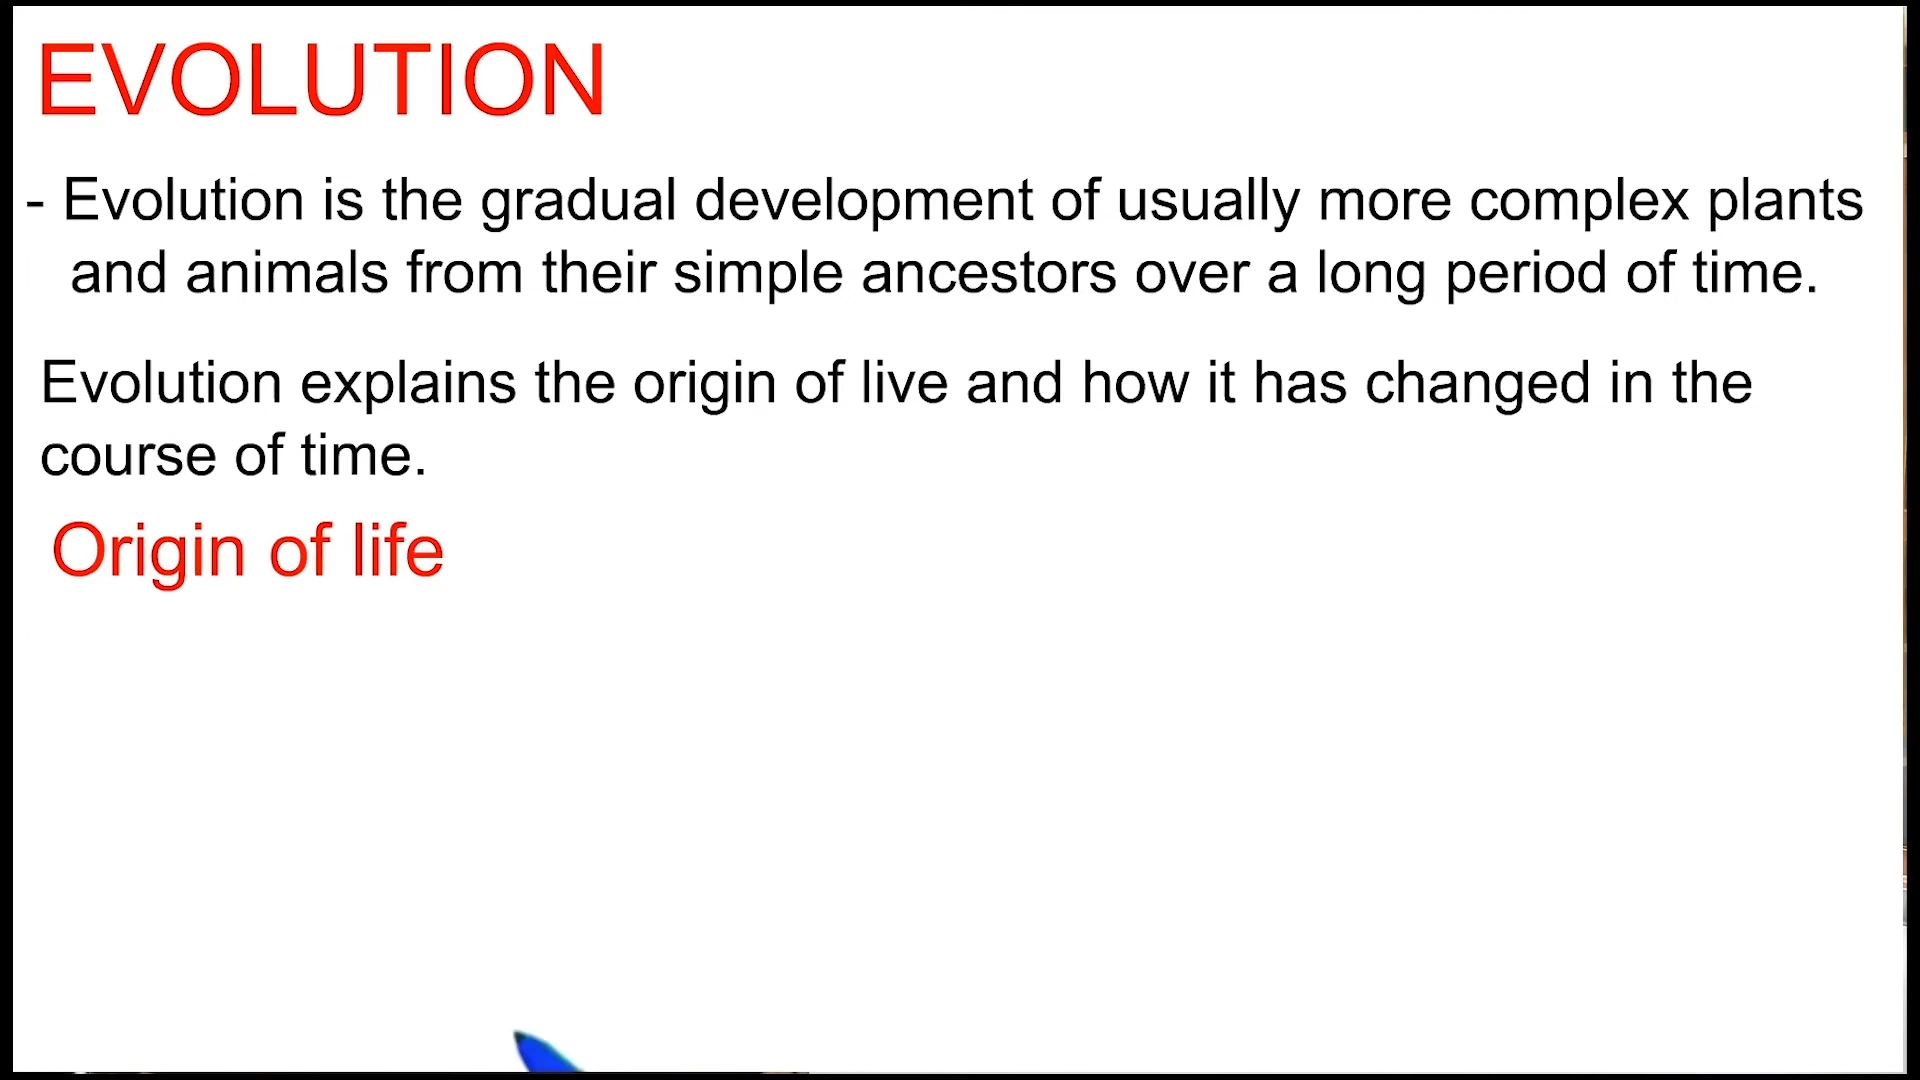 EVOLUTION
- Evolution is the gradual development of usually more complex plants
and animals from their simple ancestors over a long period of time.
Evolution explains the origin of live and how it has changed in the
course of time.
Origin of life